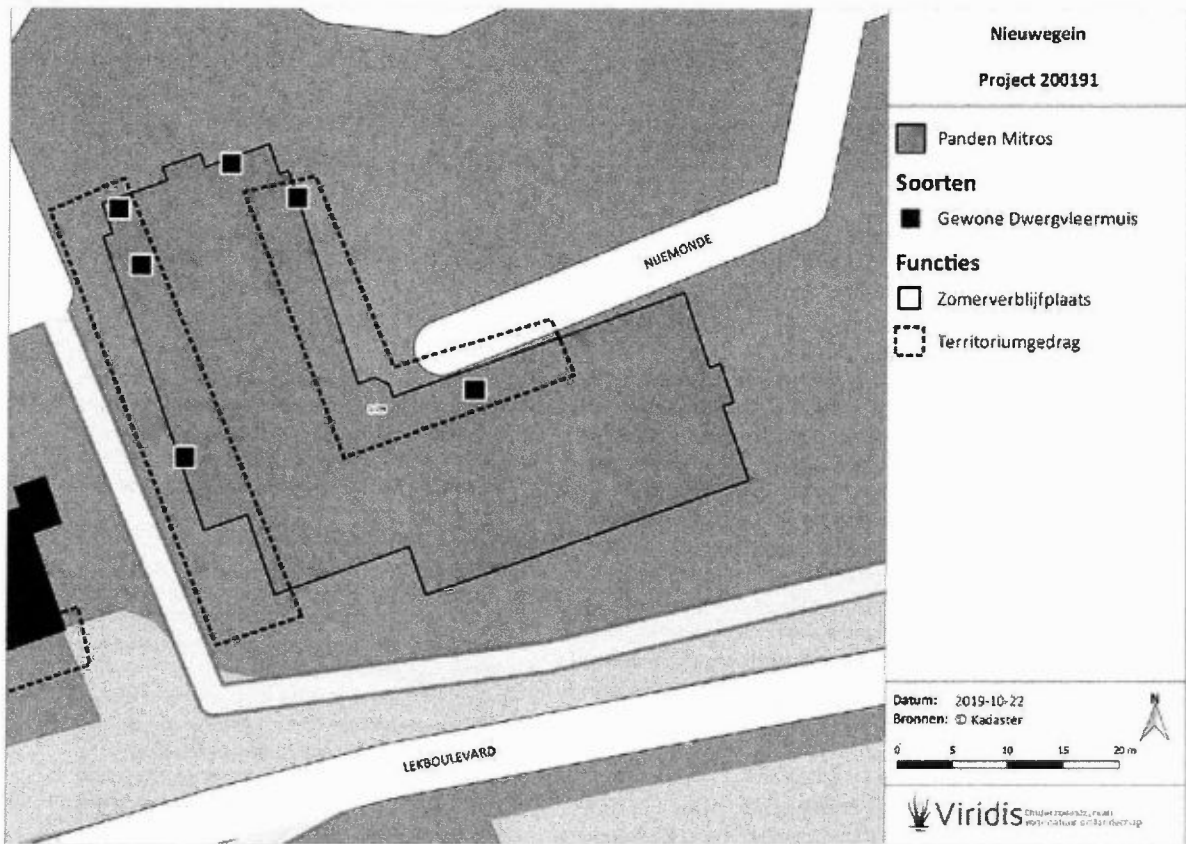 Nieuwegein
Project 200191
Panden Mitros
Soorten
Gewone Dwergvleermuis
Functies
Zomerverblijfplaats
Territoriumgedrag
NIJEMONDE
LEKBOULEVARD
Datum: 2019-10-22
Bronnen: © Kadaster
N
0 5 10 15 20 m
Viridis